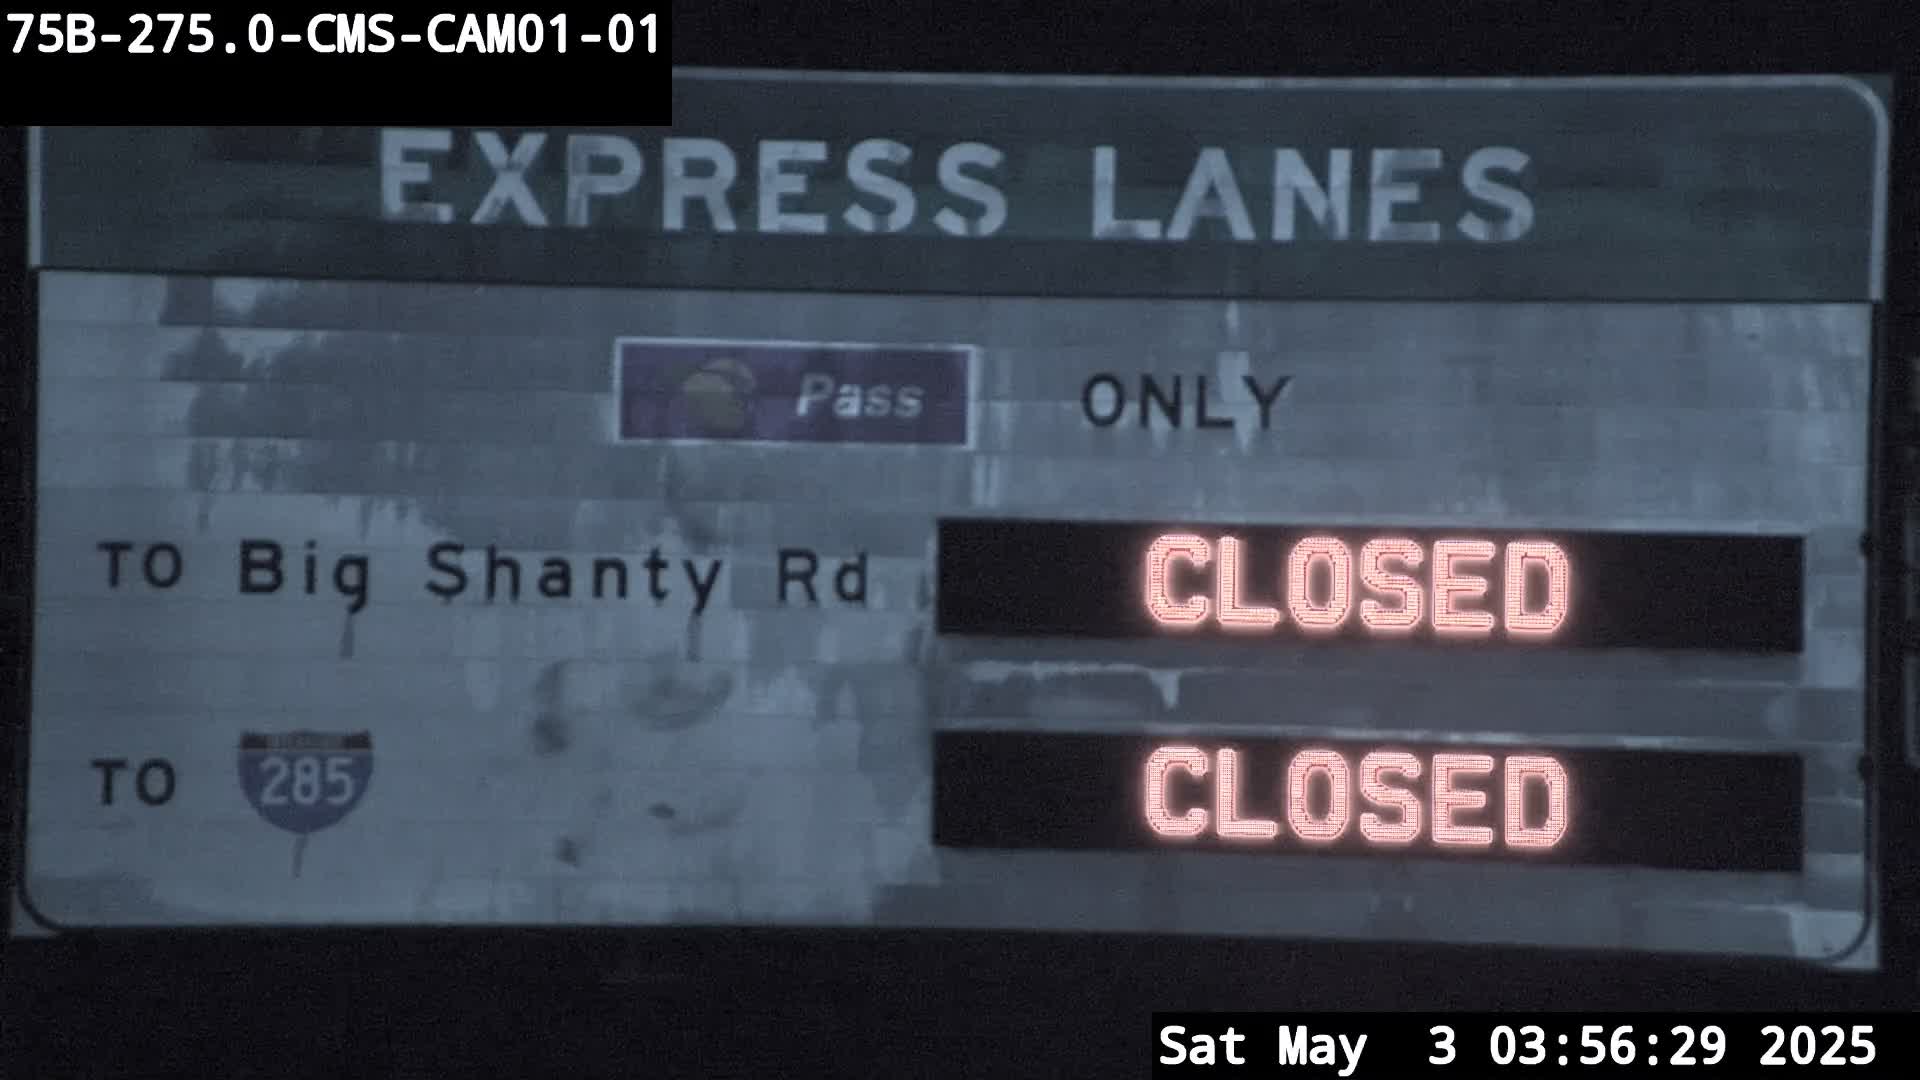 75B-275.0-CMS-CAM01-01
EXPRESS LANES
Pass ONLY
TO Big Shanty Rd CLOSED
TO 285 CLOSED
Sat May 3 03:56:29 2025